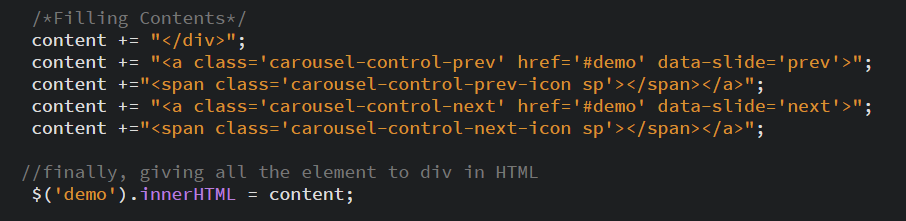 /*Filling Contents*/
content += "</div>";
content += "<a class='carousel-control-prev' href='#demo' data-slide='prev'>";
content +="<span class='carousel-control-prev-icon sp'></span></a>";
content += "<a class='carousel-control-next' href='#demo' data-slide='next'>";
content +="<span class='carousel-control-next-icon sp'></span></a>";
//finally, giving all the element to div in HTML
$('demo').innerHTML = content;